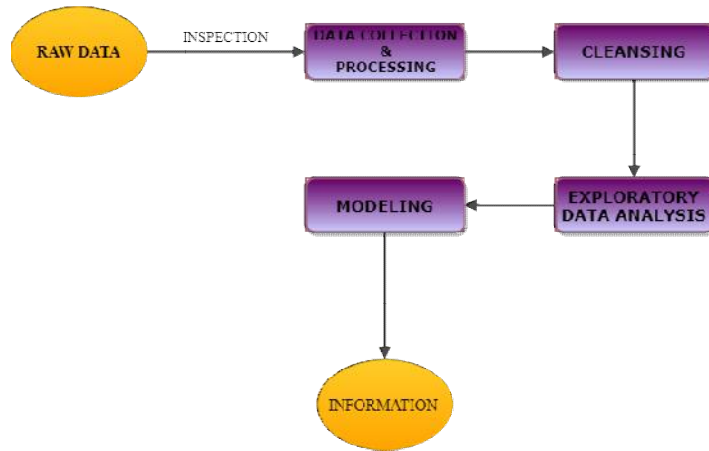 RAW DATA
INSPECTION
DATA COLLECTION
&
PROCESSING
CLEANSING
EXPLORATORY
DATA ANALYSIS
MODELING
INFORMATION